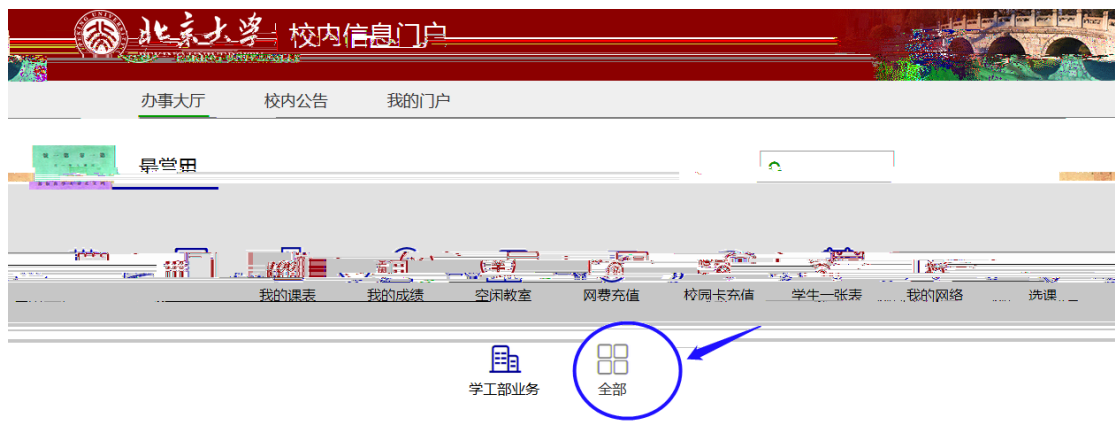 北京大学 校内信息门户
办事大厅 校内公告 我的门户
最常用
我的课表 我的成绩 空闲教室 网费充值 校园卡充值 学生一张表 我的网络 选课
学工部业务 全部